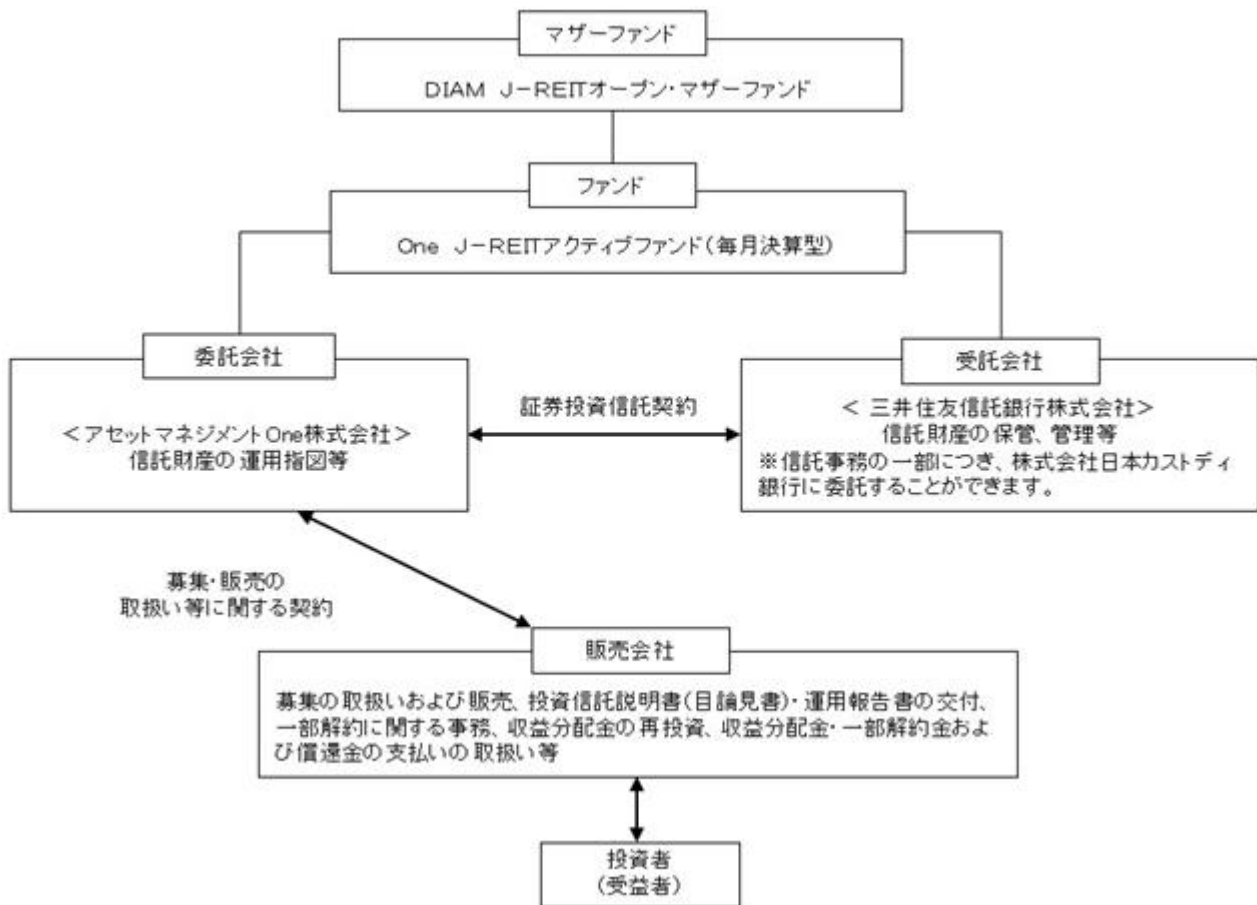 マザーファンド
DIAM J-REITオープン・マザーファンド
ファンド
One J-REITアクティブファンド(毎月決算型)
委託会社
<アセットマネジメントOne株式会社>
信託財産の運用指図等
証券投資信託契約
受託会社
< 三井住友信託銀行株式会社>
信託財産の保管、管理等
※信託事務の一部につき、株式会社日本カストディ
銀行に委託することができます。
募集・販売の
取扱い等に関する契約
販売会社
募集の取扱いおよび販売、投資信託説明書(目論見書)・運用報告書の交付、
一部解約に関する事務、収益分配金の再投資、収益分配金・一部解約金およ
び償還金の支払いの取扱い等
投資者
(受益者)